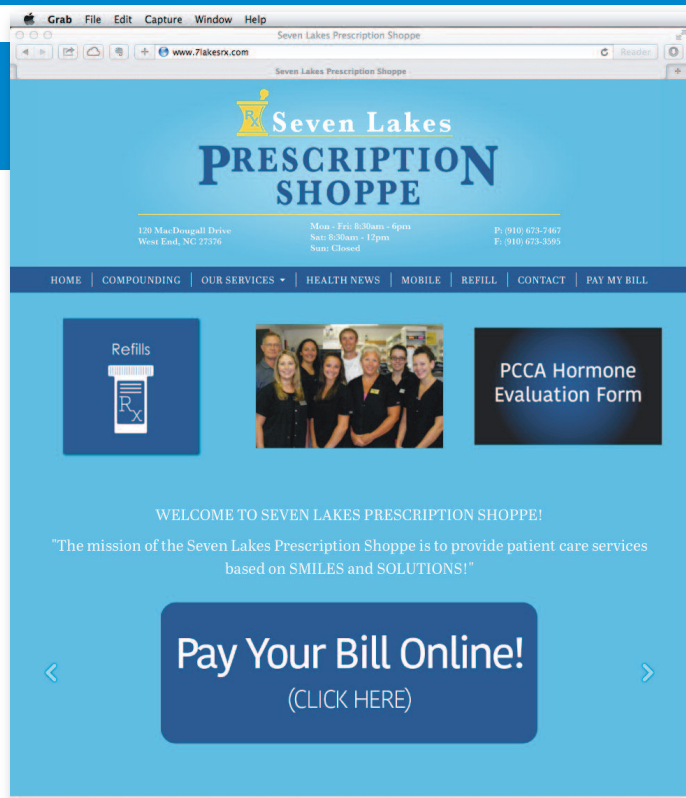 Grab File Edit Capture Window Help
Seven Lakes Prescription Shoppe
www.7lakesrx.com
Reader
Seven Lakes Prescription Shoppe
Rx
Seven Lakes
PRESCRIPTION
SHOPPE
120 MacDougall Drive
West End, NC 27376
Mon - Fri: 8:30am - 6pm
Sat: 8:30am - 12pm
Sun: Closed
P: (910) 673-7467
F: (910) 673-3595
HOME COMPOUNDING OUR SERVICES HEALTH NEWS MOBILE REFILL CONTACT PAY MY BILL
Refills
Rx
PCCA Hormone
Evaluation Form
WELCOME TO SEVEN LAKES PRESCRIPTION SHOPPE!
"The mission of the Seven Lakes Prescription Shoppe is to provide patient care services
based on SMILES and SOLUTIONS!"
Pay Your Bill Online!
(CLICK HERE)